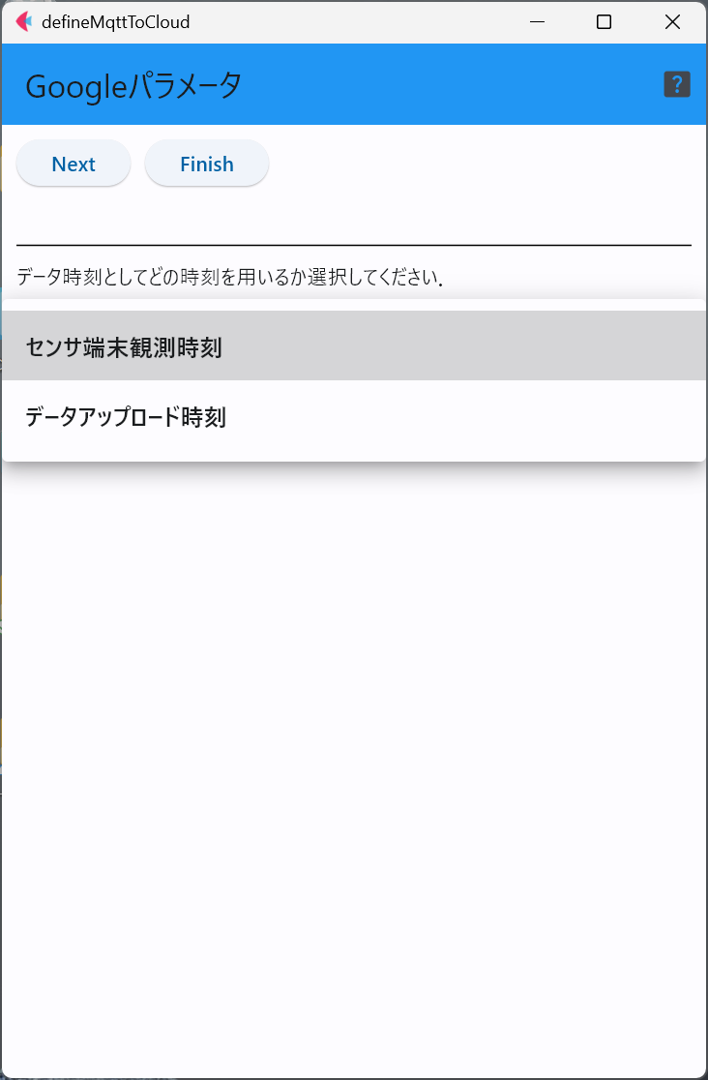 defineMqttToCloud
Googleパラメータ
?
Next Finish
データ時刻としてどの時刻を用いるか選択してください.
センサ端末観測時刻
データアップロード時刻